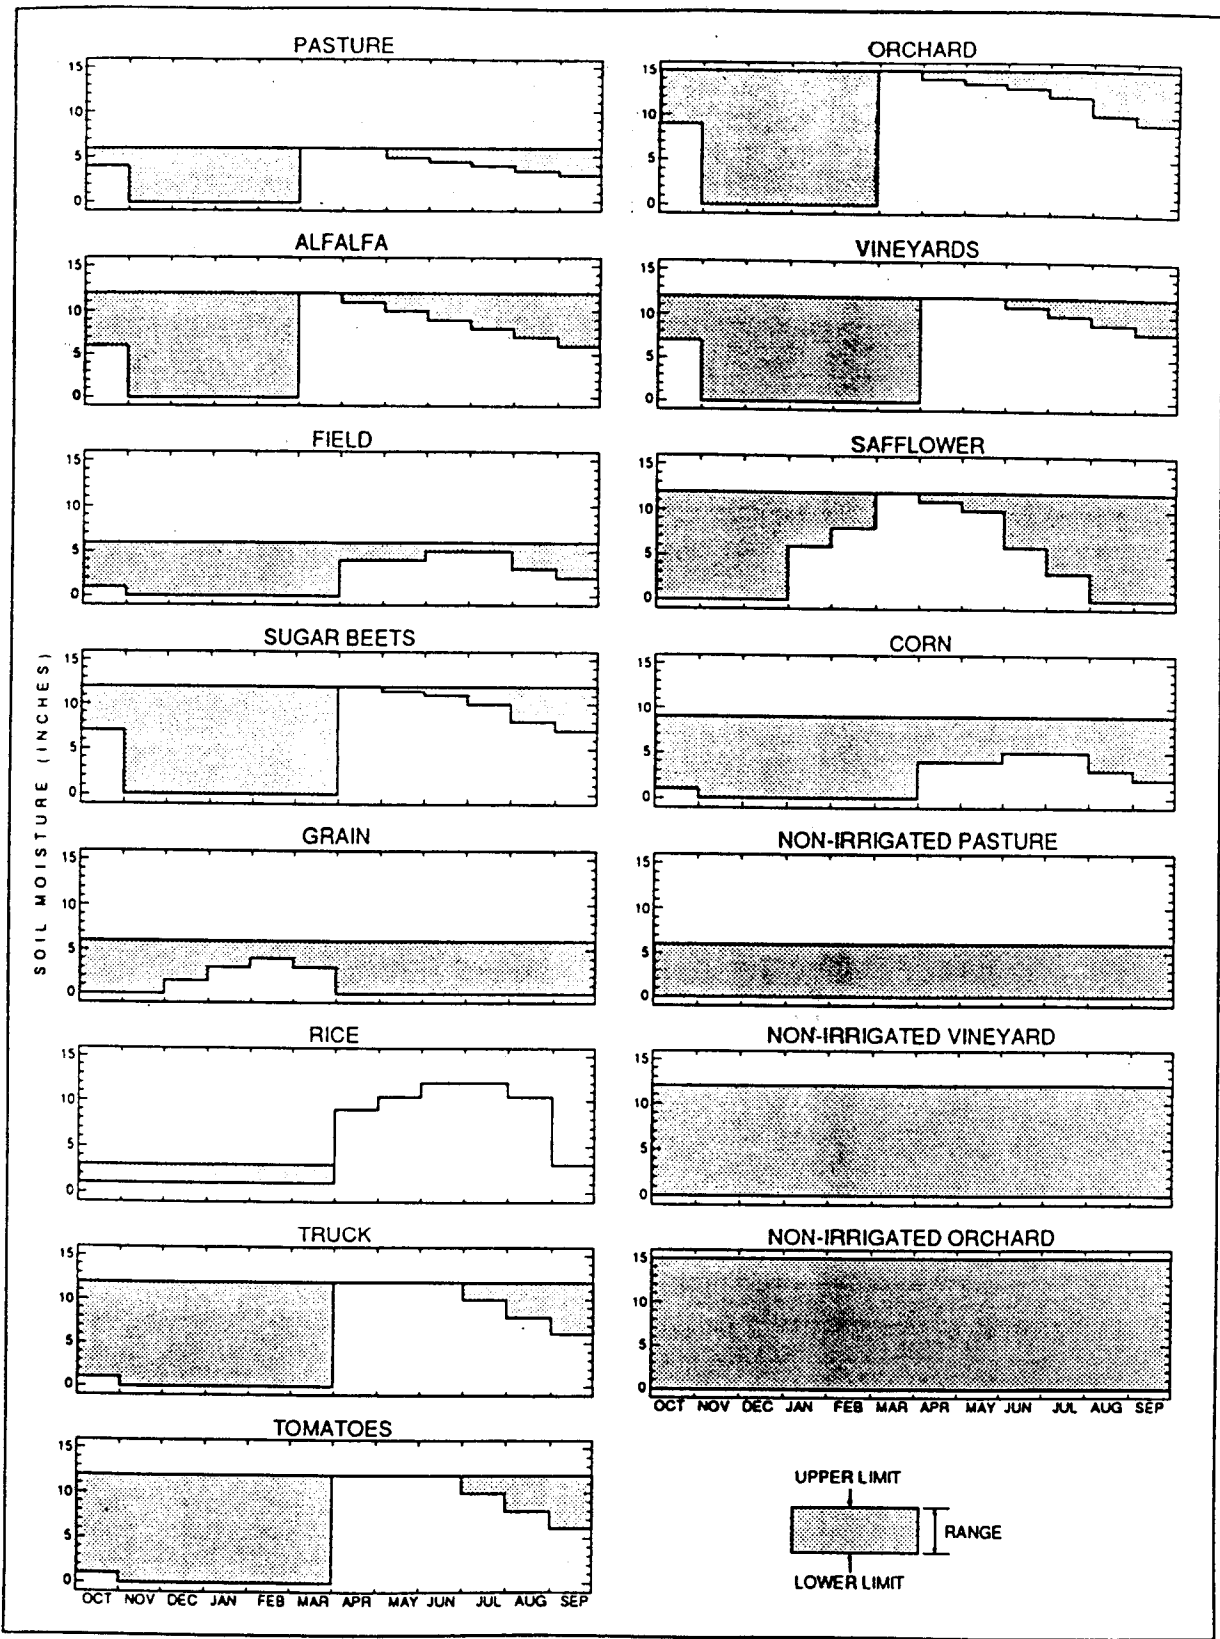 PASTURE
15
10
5
0
ORCHARD
15
10
5
0
ALFALFA
15
10
5
0
VINEYARDS
15
10
5
0
FIELD
15
10
5
0
SAFFLOWER
15
10
5
0
SUGAR BEETS
15
10
5
0
CORN
15
10
5
0
SOIL MOISTURE (INCHES)
GRAIN
15
10
5
0
NON-IRRIGATED PASTURE
15
10
5
0
RICE
15
10
5
0
NON-IRRIGATED VINEYARD
15
10
5
0
TRUCK
15
10
5
0
NON-IRRIGATED ORCHARD
15
10
5
0
OCT NOV DEC JAN FEB MAR APR MAY JUN JUL AUG SEP
TOMATOES
15
10
5
0
OCT NOV DEC JAN FEB MAR APR MAY JUN JUL AUG SEP
UPPER LIMIT
RANGE
LOWER LIMIT